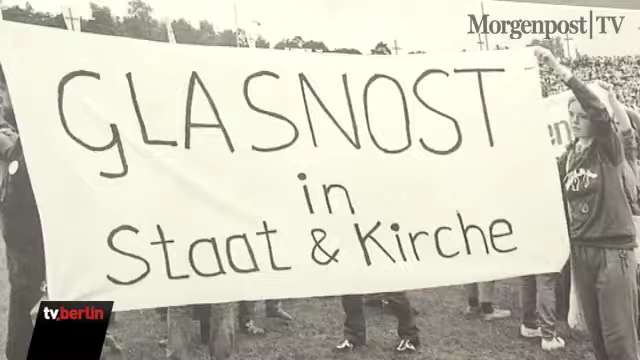 Morgenpost|TV
GLASNOST
in
Staat & Kirche
tv.berlin